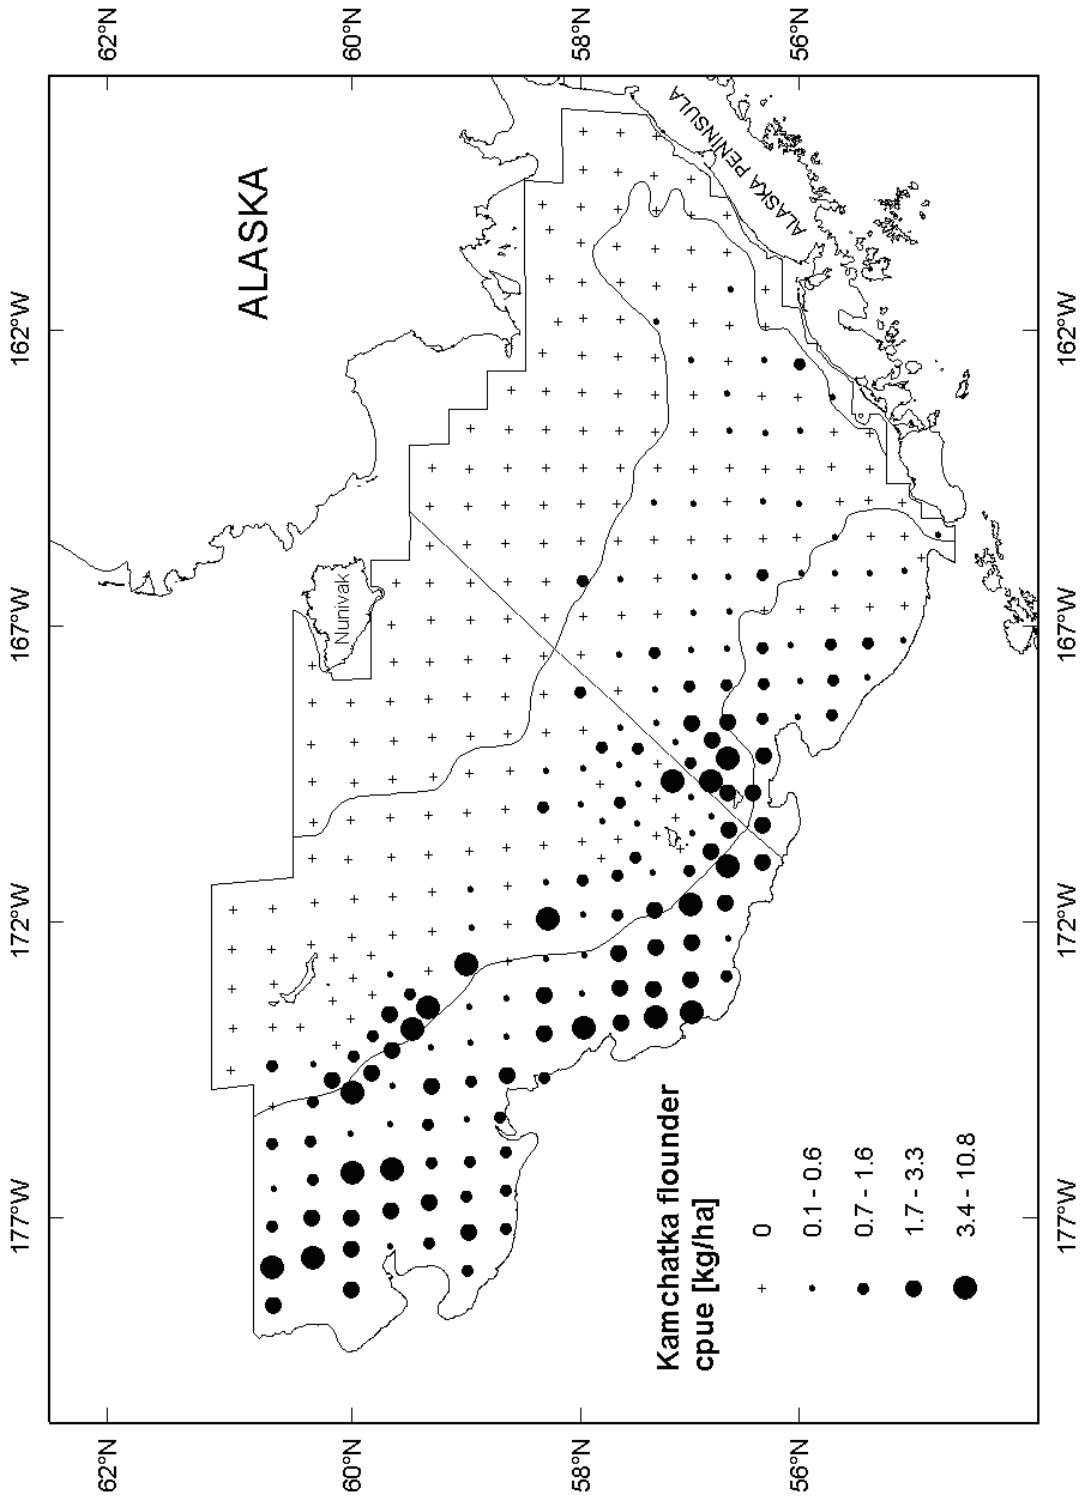 177°W
172°W
167°W
162°W
62°N
62°N
ALASKA
60°N
60°N
Nunivak
58°N
58°N
ALASKA PENINSULA
56°N
56°N
Kamchatka flounder
cpue [kg/ha]
0
0.1 - 0.6
0.7 - 1.6
1.7 - 3.3
3.4 - 10.8
177°W
172°W
167°W
162°W